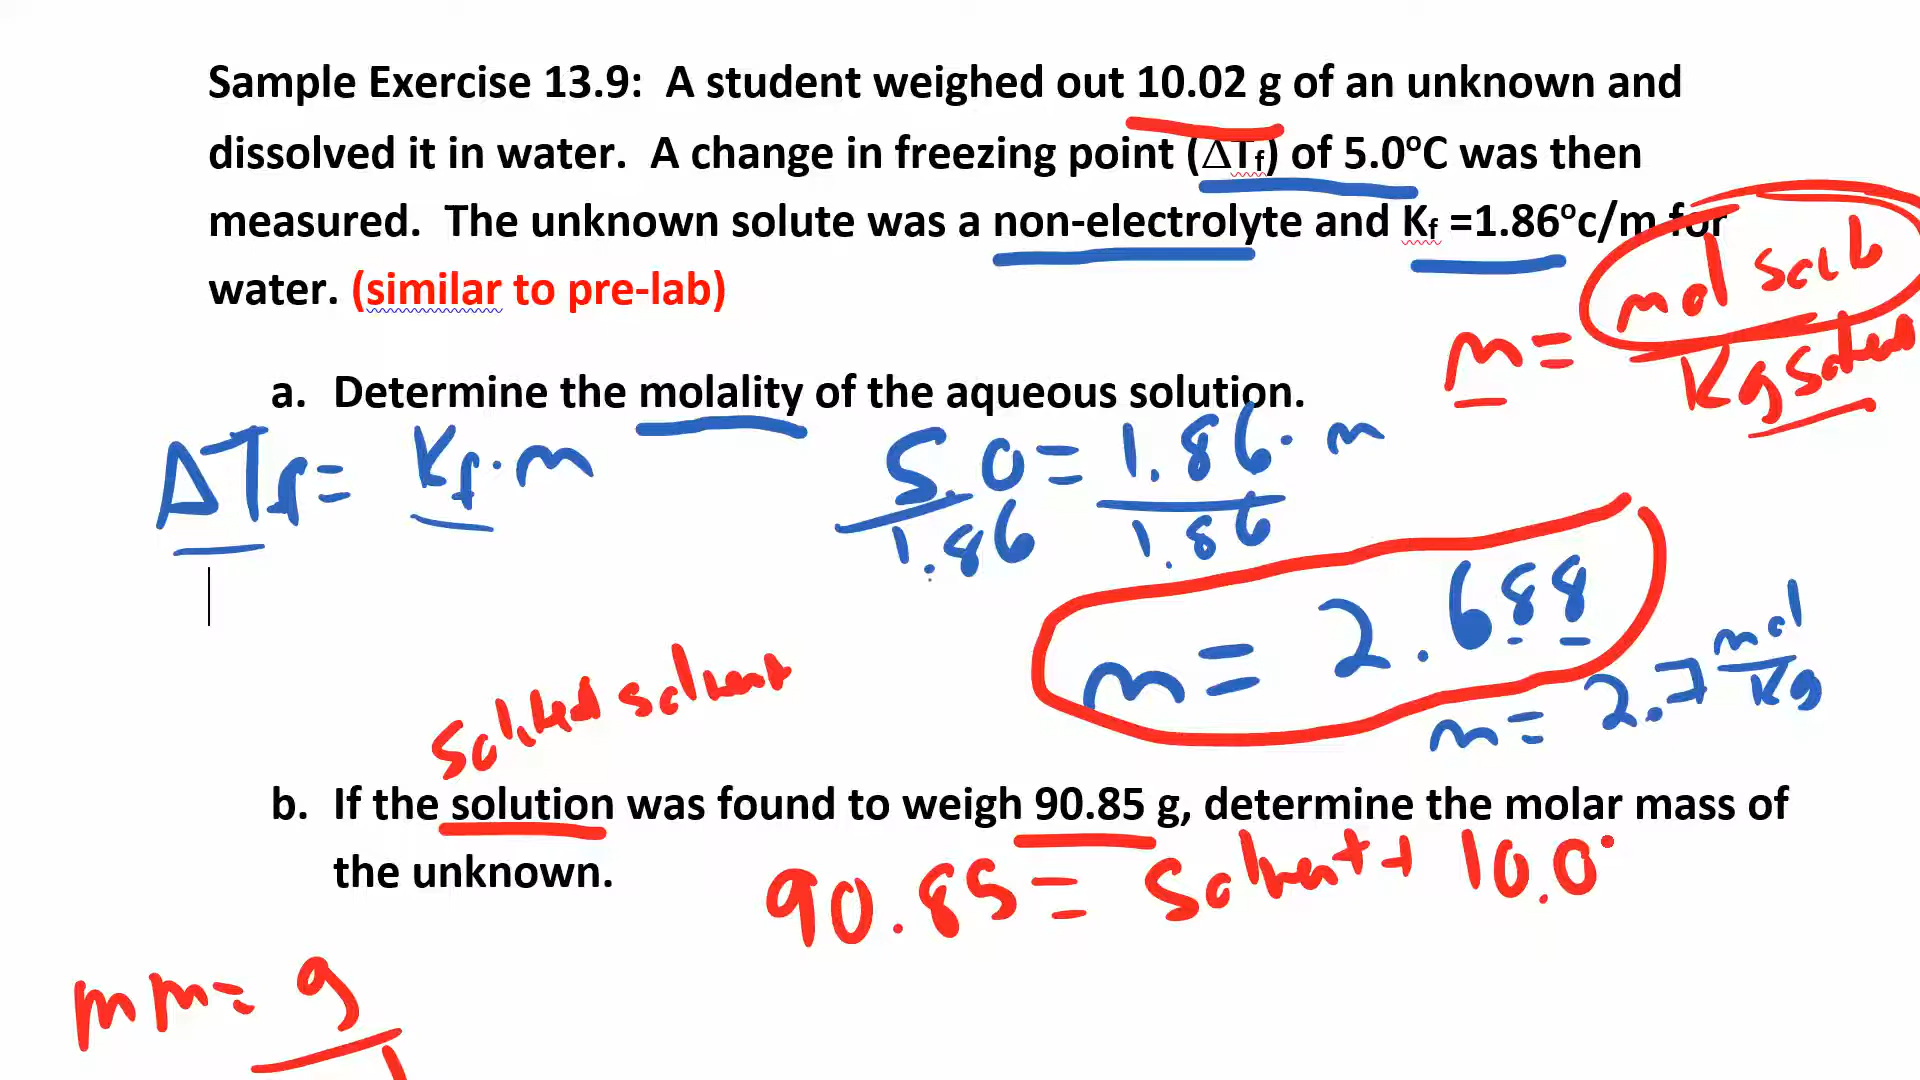 Sample Exercise 13.9: A student weighed out 10.02 g of an unknown and
dissolved it in water. A change in freezing point (ΔTf) of 5.0°C was then
measured. The unknown solute was a non-electrolyte and Kf =1.86°c/m for
water. (similar to pre-lab)
m = mol solute
Kg solvent
a. Determine the molality of the aqueous solution.
ΔTf = Kf · m
5.0 = 1.86 · m
1.86 1.86
m = 2.688
m = 2.7 mol
Kg
solvent
b. If the solution was found to weigh 90.85 g, determine the molar mass of
the unknown.
90.85 = Solvent + 10.0
mm = g